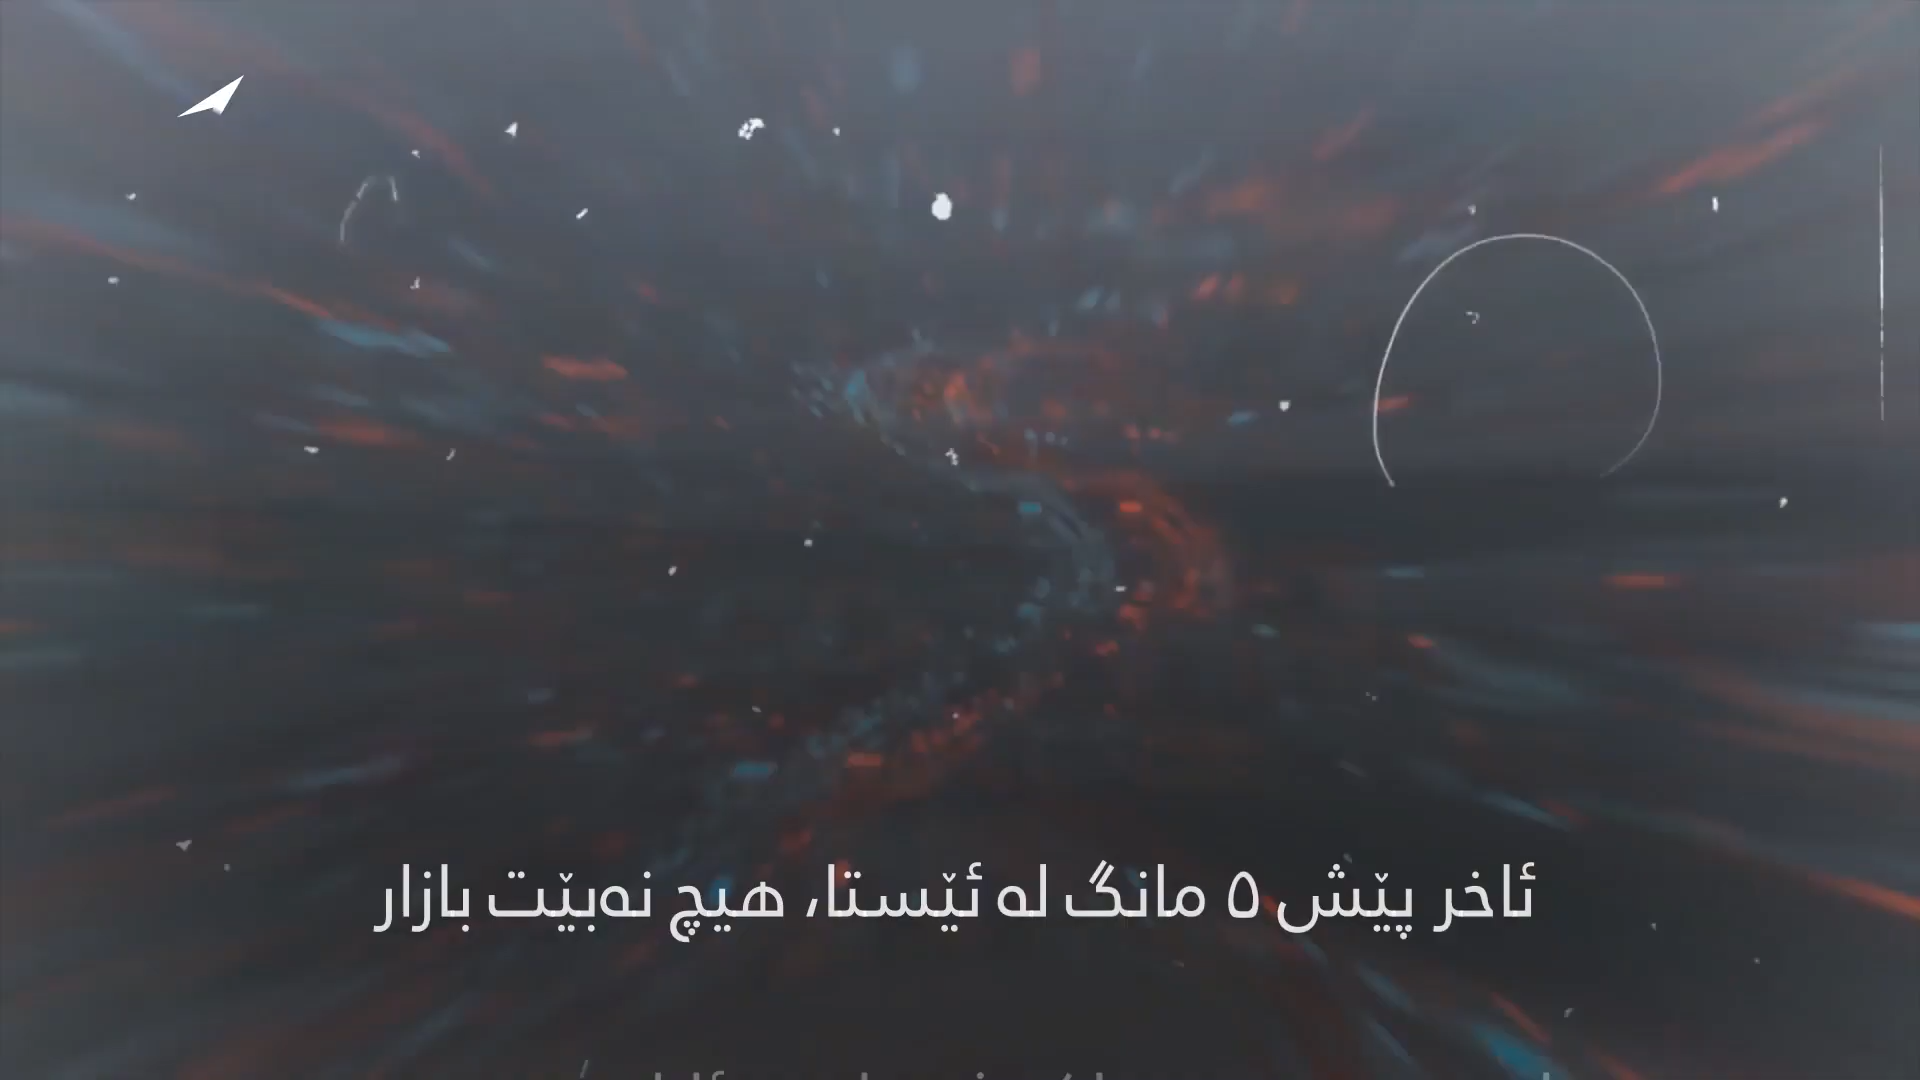 ئاخر پێش ٥ مانگ لە ئێستا، هیچ نەبێت بازار